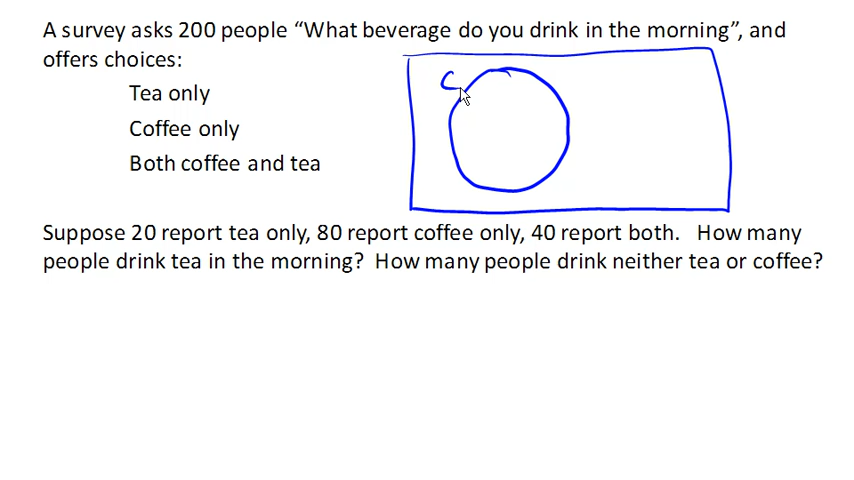 A survey asks 200 people “What beverage do you drink in the morning”, and
offers choices:
Tea only
Coffee only
Both coffee and tea
C
Suppose 20 report tea only, 80 report coffee only, 40 report both. How many
people drink tea in the morning? How many people drink neither tea or coffee?